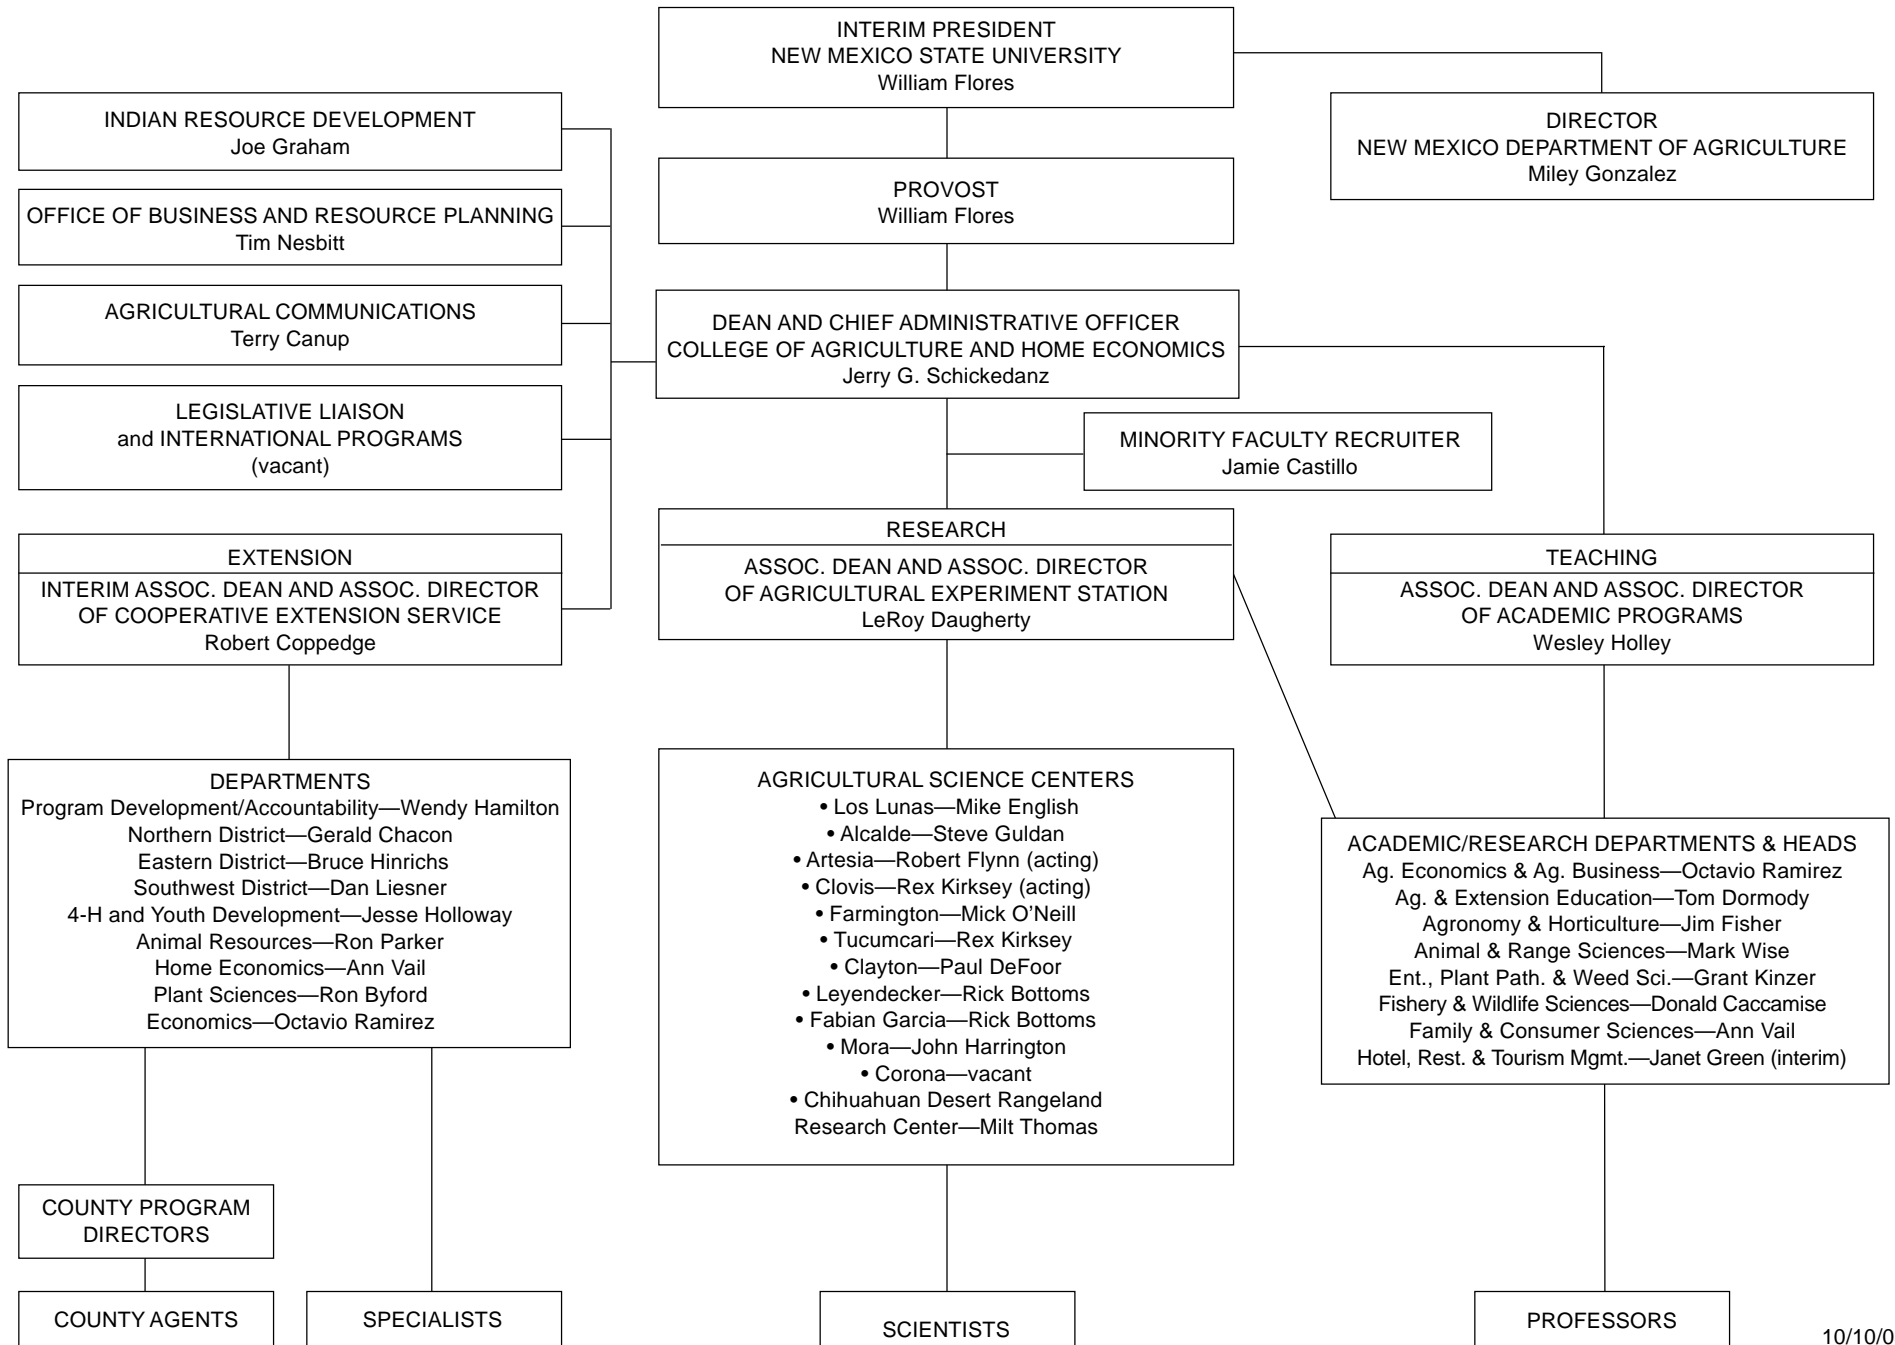 INTERIM PRESIDENT
NEW MEXICO STATE UNIVERSITY
William Flores
INDIAN RESOURCE DEVELOPMENT
Joe Graham
DIRECTOR
NEW MEXICO DEPARTMENT OF AGRICULTURE
Miley Gonzalez
PROVOST
William Flores
OFFICE OF BUSINESS AND RESOURCE PLANNING
Tim Nesbitt
AGRICULTURAL COMMUNICATIONS
Terry Canup
DEAN AND CHIEF ADMINISTRATIVE OFFICER
COLLEGE OF AGRICULTURE AND HOME ECONOMICS
Jerry G. Schickedanz
LEGISLATIVE LIAISON
and INTERNATIONAL PROGRAMS
(vacant)
MINORITY FACULTY RECRUITER
Jamie Castillo
EXTENSION
INTERIM ASSOC. DEAN AND ASSOC. DIRECTOR
OF COOPERATIVE EXTENSION SERVICE
Robert Coppedge
RESEARCH
ASSOC. DEAN AND ASSOC. DIRECTOR
OF AGRICULTURAL EXPERIMENT STATION
LeRoy Daugherty
TEACHING
ASSOC. DEAN AND ASSOC. DIRECTOR
OF ACADEMIC PROGRAMS
Wesley Holley
DEPARTMENTS
Program Development/Accountability—Wendy Hamilton
Northern District—Gerald Chacon
Eastern District—Bruce Hinrichs
Southwest District—Dan Liesner
4-H and Youth Development—Jesse Holloway
Animal Resources—Ron Parker
Home Economics—Ann Vail
Plant Sciences—Ron Byford
Economics—Octavio Ramirez
AGRICULTURAL SCIENCE CENTERS
• Los Lunas—Mike English
• Alcalde—Steve Guldan
• Artesia—Robert Flynn (acting)
• Clovis—Rex Kirksey (acting)
• Farmington—Mick O'Neill
• Tucumcari—Rex Kirksey
• Clayton—Paul DeFoor
• Leyendecker—Rick Bottoms
• Fabian Garcia—Rick Bottoms
• Mora—John Harrington
• Corona—vacant
• Chihuahuan Desert Rangeland
Research Center—Milt Thomas
ACADEMIC/RESEARCH DEPARTMENTS & HEADS
Ag. Economics & Ag. Business—Octavio Ramirez
Ag. & Extension Education—Tom Dormody
Agronomy & Horticulture—Jim Fisher
Animal & Range Sciences—Mark Wise
Ent., Plant Path. & Weed Sci.—Grant Kinzer
Fishery & Wildlife Sciences—Donald Caccamise
Family & Consumer Sciences—Ann Vail
Hotel, Rest. & Tourism Mgmt.—Janet Green (interim)
COUNTY PROGRAM
DIRECTORS
COUNTY AGENTS
SPECIALISTS
SCIENTISTS
PROFESSORS
10/10/0